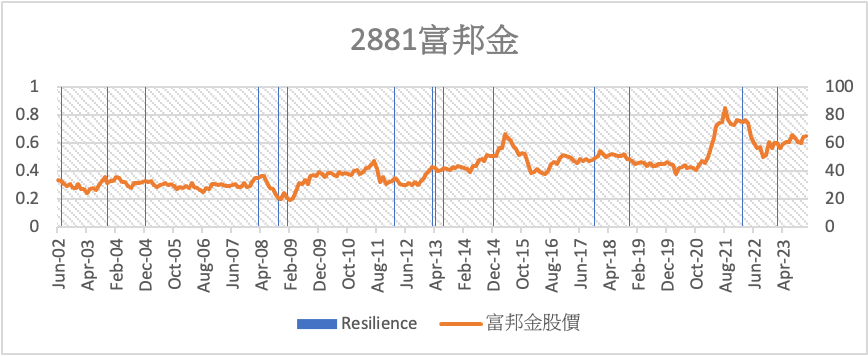 2881富邦金
1 100
0.8 80
0.6 60
0.4 40
0.2 20
0 0
Jun-02 Apr-03 Feb-04 Dec-04 Oct-05 Aug-06 Jun-07 Apr-08 Feb-09 Dec-09 Oct-10 Aug-11 Jun-12 Apr-13 Feb-14 Dec-14 Oct-15 Aug-16 Jun-17 Apr-18 Feb-19 Dec-19 Oct-20 Aug-21 Jun-22 Apr-23
Resilience 富邦金股價